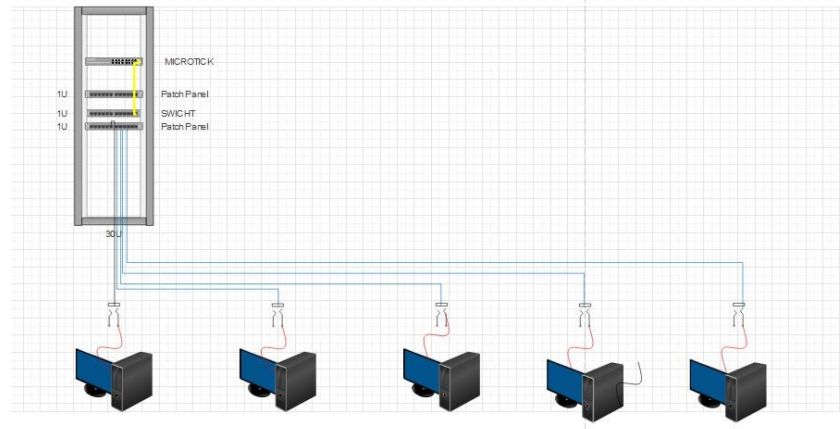 MICROTICK
1U Patch Panel
1U SWICHT
1U Patch Panel
30U